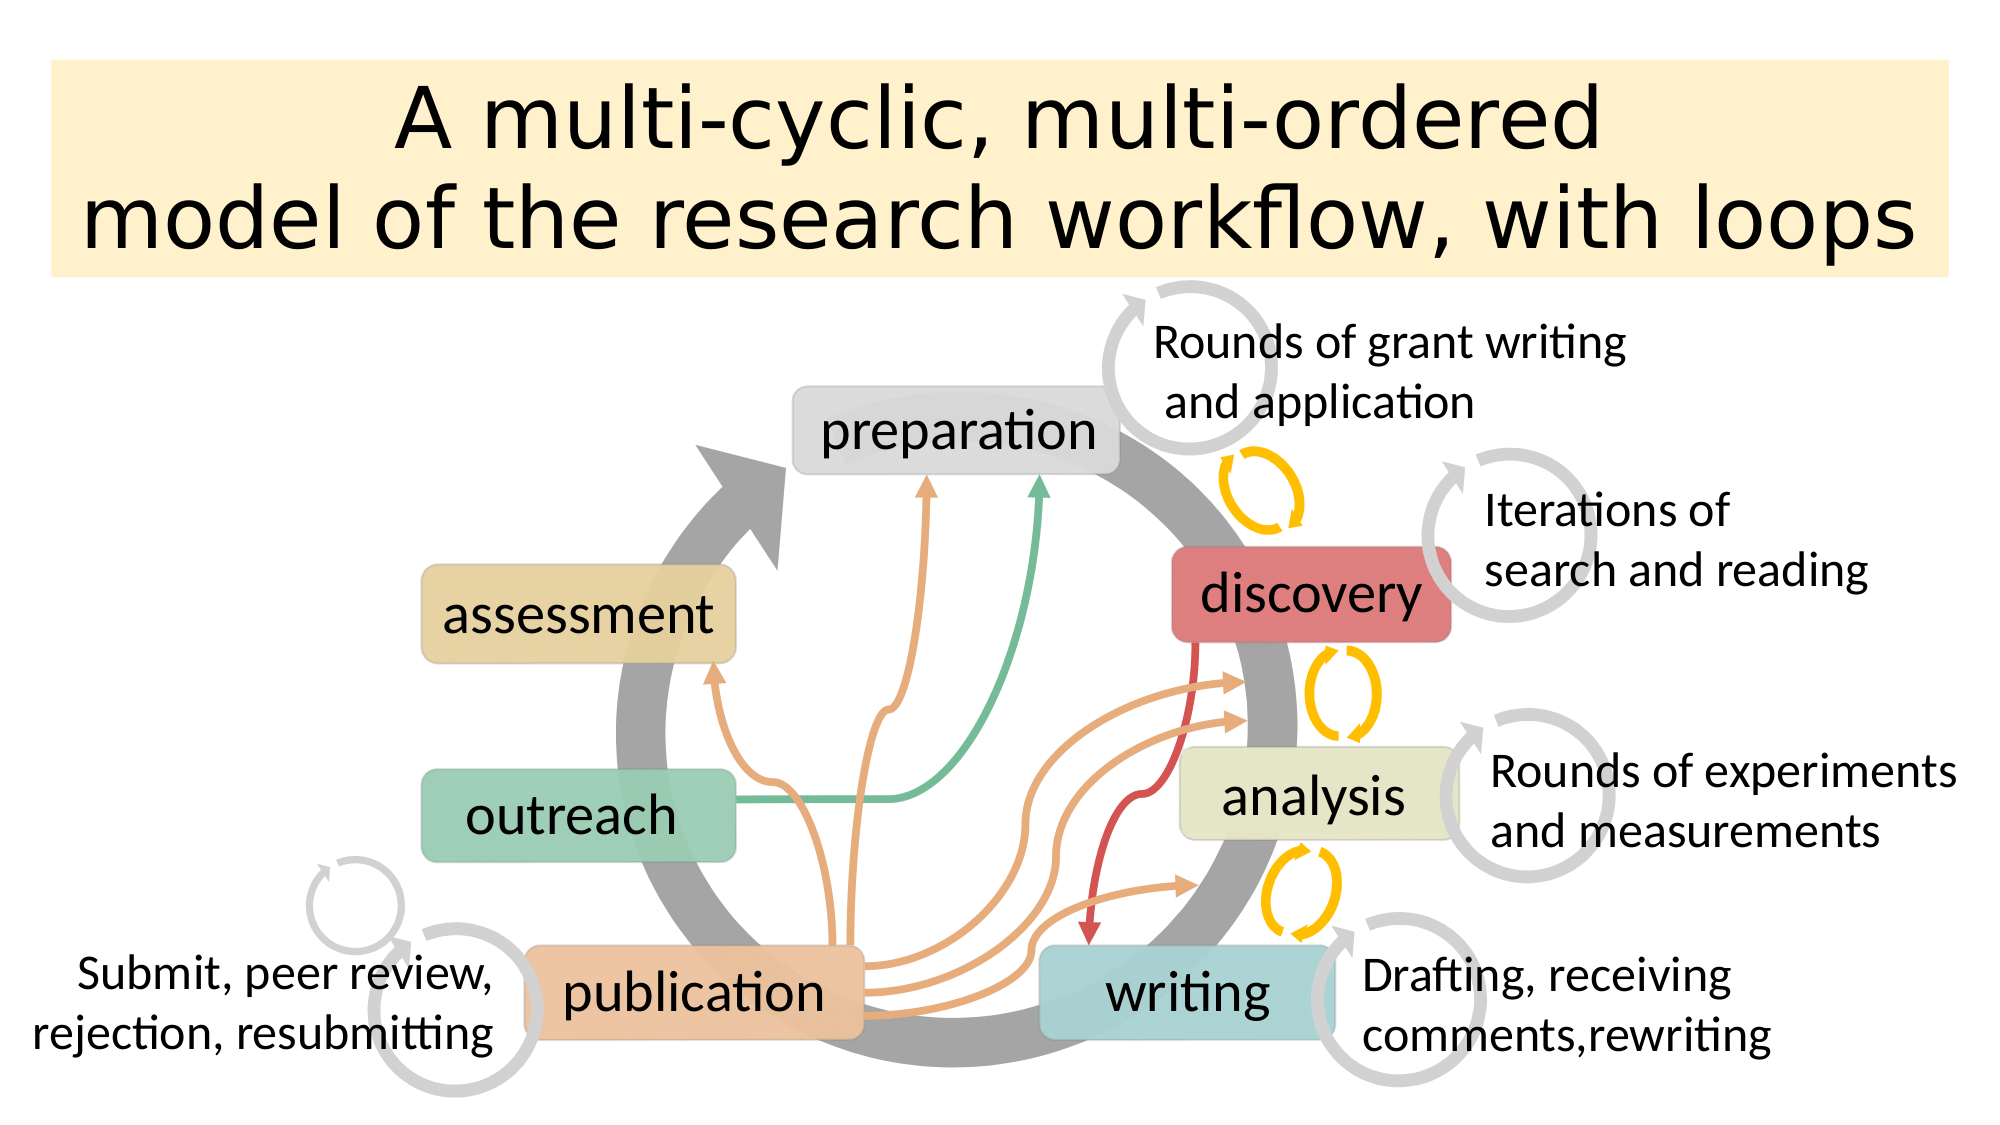 A multi-cyclic, multi-ordered
model of the research workflow, with loops
Rounds of grant writing
and application
preparation
Iterations of
search and reading
discovery
assessment
Rounds of experiments
and measurements
analysis
outreach
Submit, peer review,
rejection, resubmitting
publication
writing
Drafting, receiving
comments,rewriting